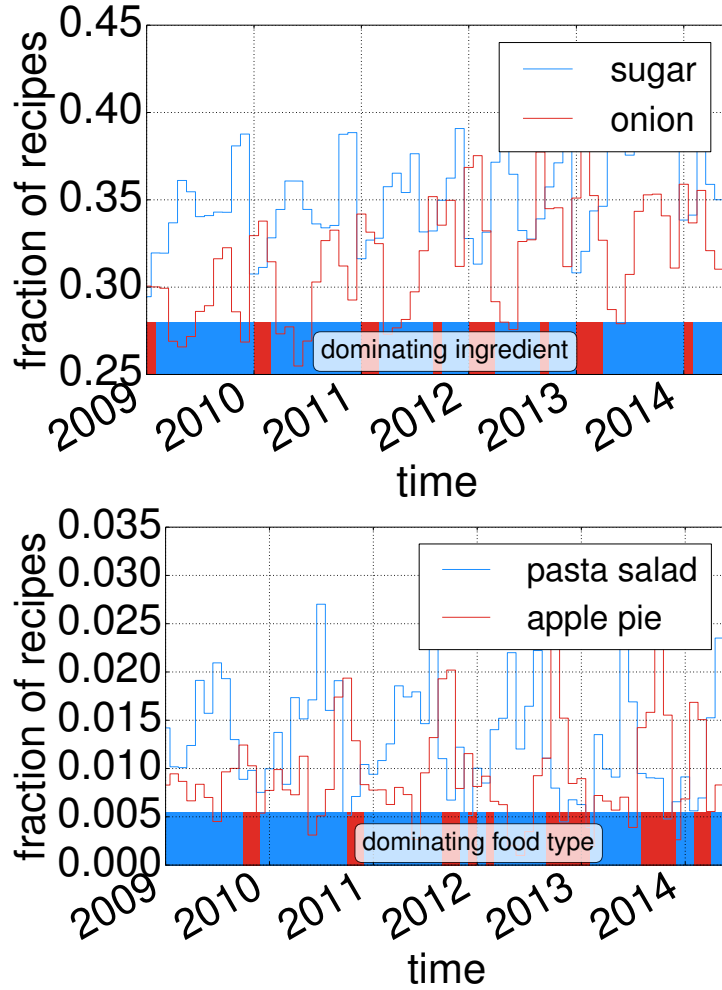 0.45
sugar
onion
0.40
0.35
0.30
0.25
fraction of recipes
dominating ingredient
2009
2010
2011
2012
2013
2014
time
0.035
pasta salad
apple pie
0.030
0.025
0.020
0.015
0.010
0.005
0.000
fraction of recipes
dominating food type
2009
2010
2011
2012
2013
2014
time